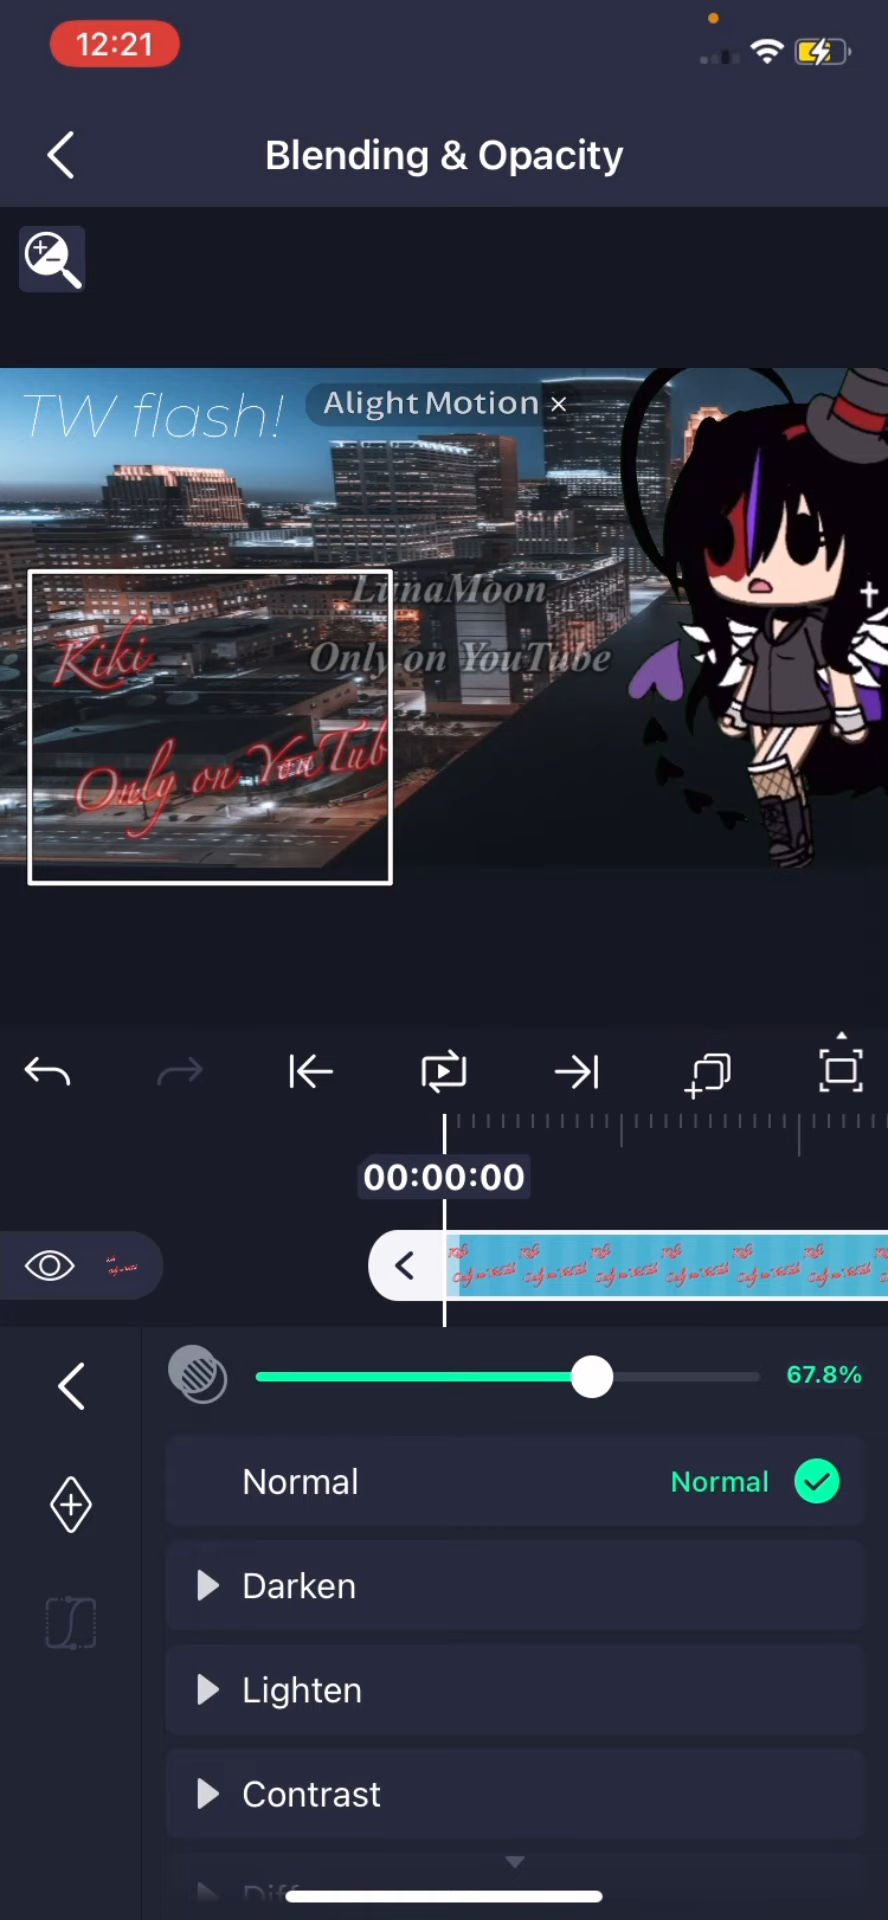 12:21
Blending & Opacity
TW flash!
Alight Motion ×
LunaMoon
Only on YouTube
Kiki
Only on YouTub
00:00:00
67.8%
Normal Normal
Darken
Lighten
Contrast